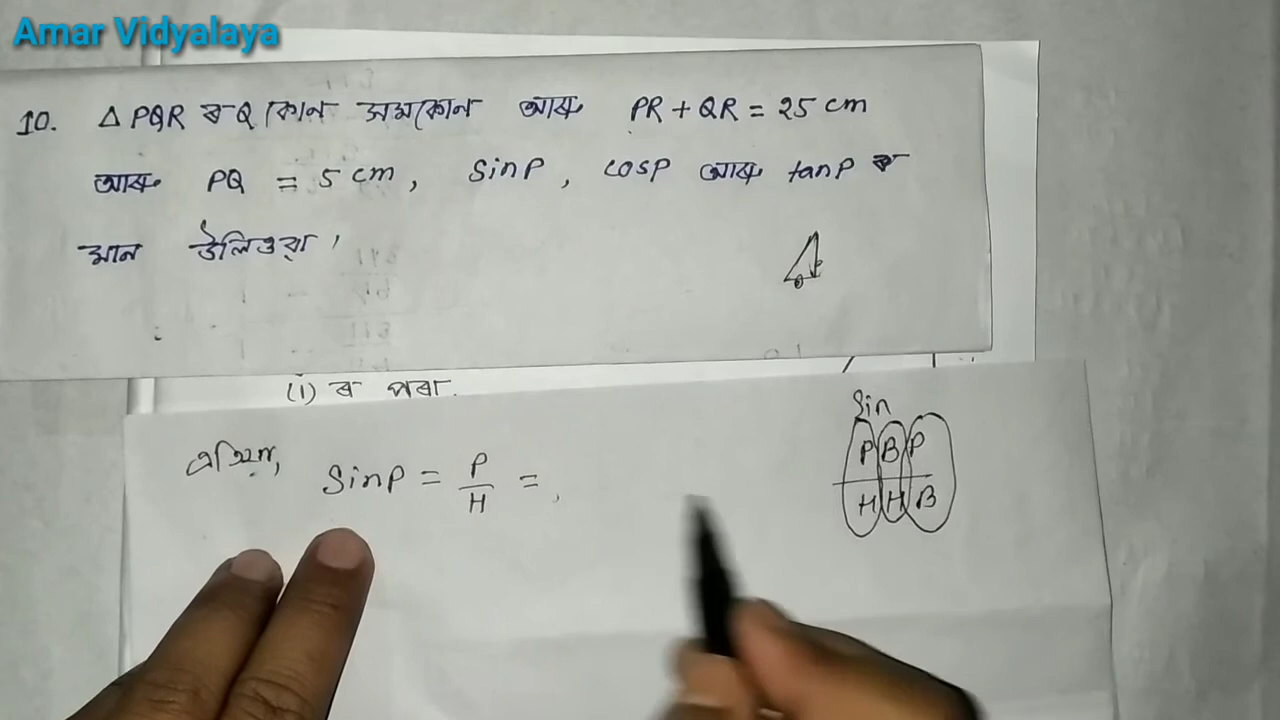 Amar Vidyalaya
10. △ PQR ৰ Q কোন সমকোন আৰু PR + QR = 25 cm
আৰু PQ = 5 cm, sinP, cosP আৰু tanP ৰ
মান উলিওৱা।
(i) ৰ পৰা.
Sin
P B P
H H B
এতিয়া, SinP = P/H =